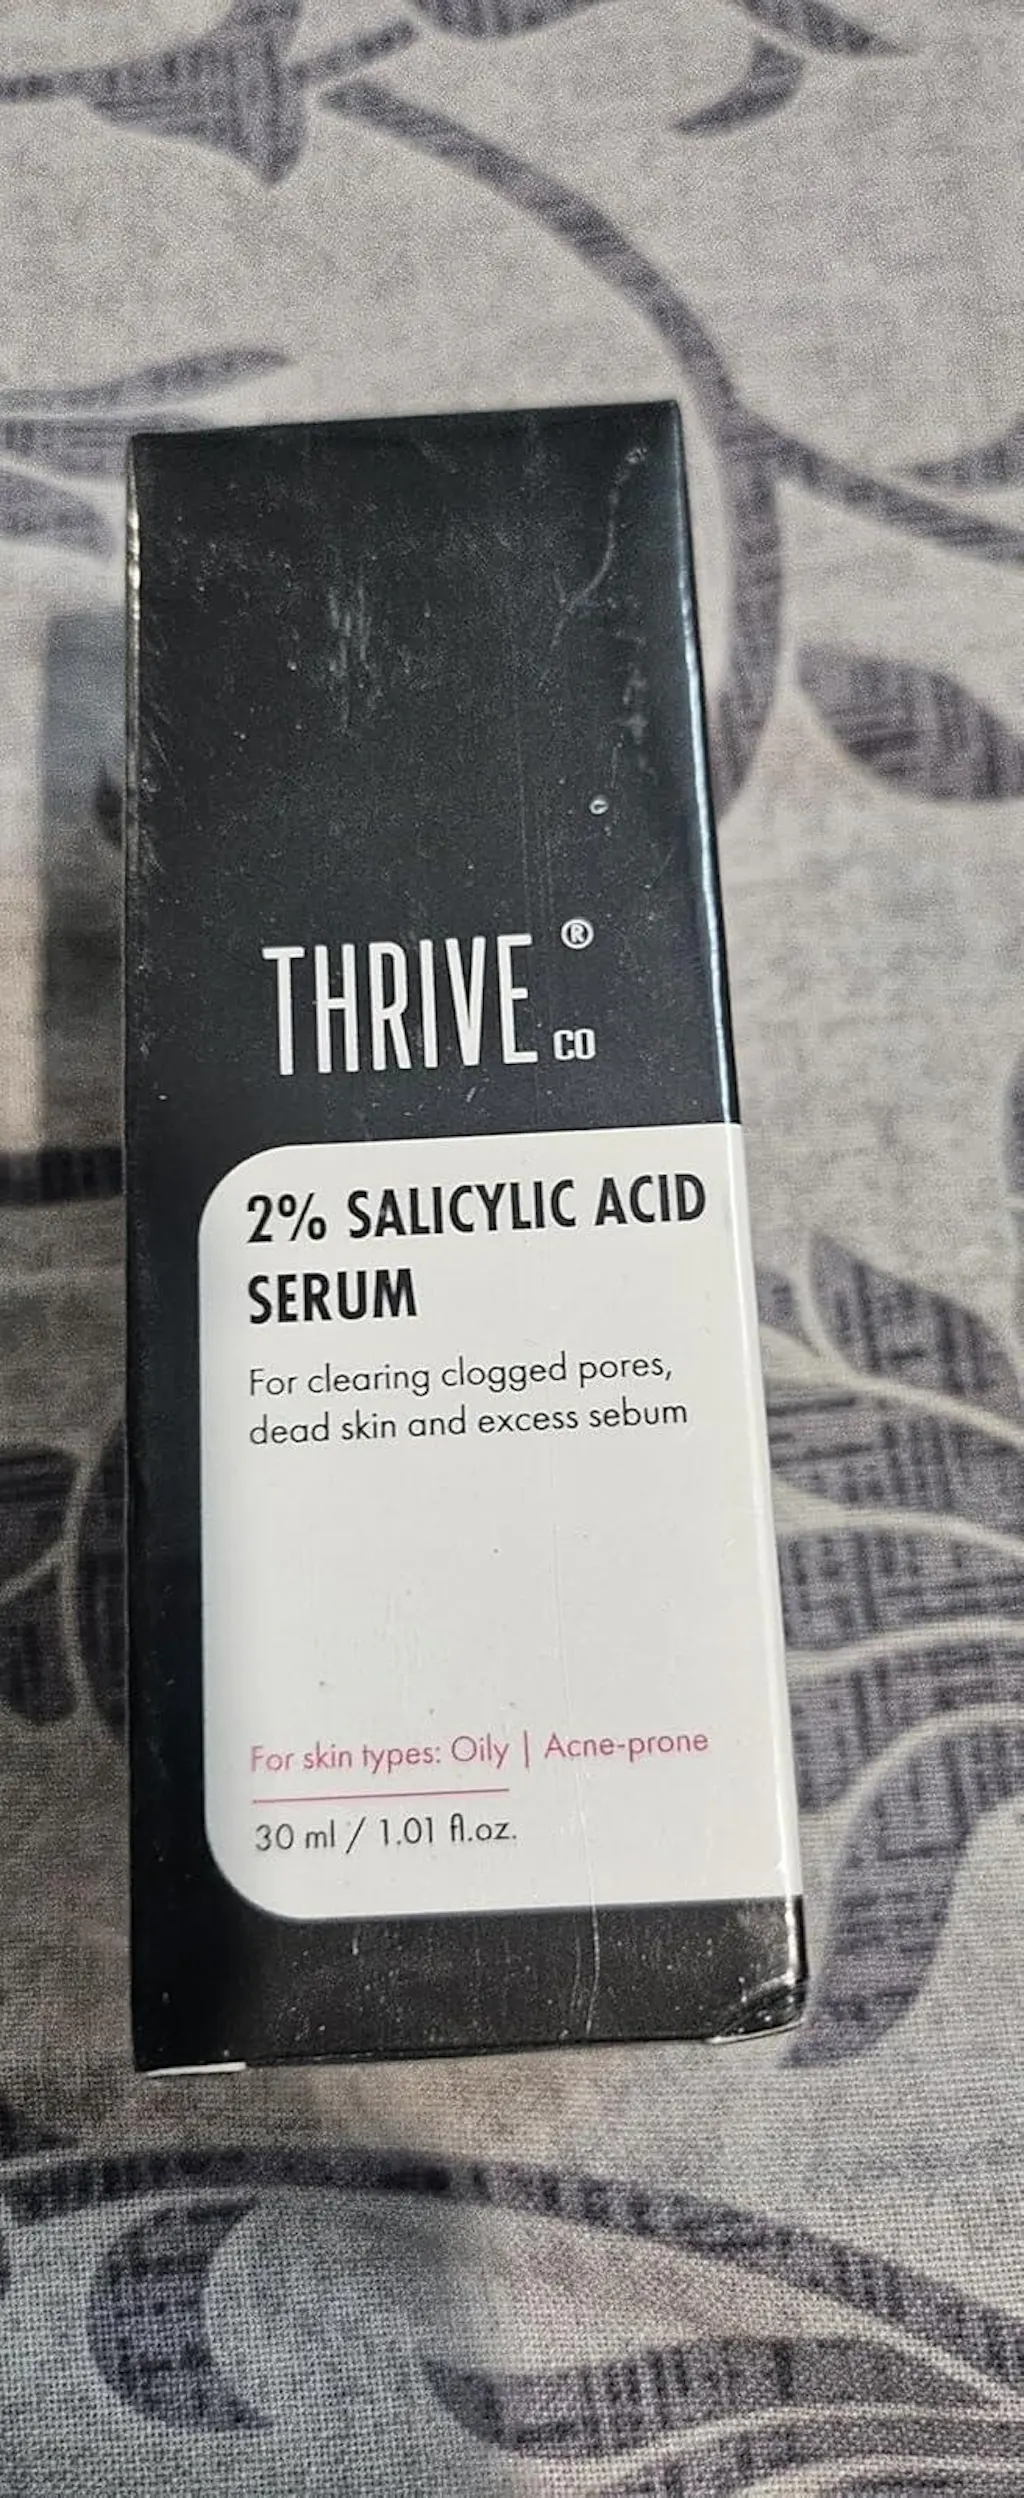 THRIVE ®
co
2% SALICYLIC ACID
SERUM
For clearing clogged pores,
dead skin and excess sebum
For skin types: Oily | Acne-prone
30 ml / 1.01 fl.oz.